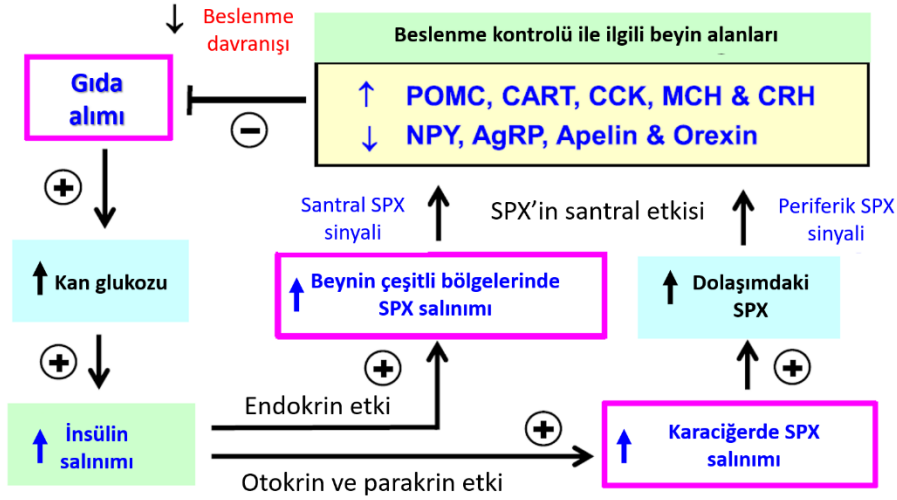 ↓ Beslenme
davranışı
Beslenme kontrolü ile ilgili beyin alanları
Gıda
alımı
↑ POMC, CART, CCK, MCH & CRH
↓ NPY, AgRP, Apelin & Orexin
−
+
Santral SPX
sinyali
SPX’in santral etkisi
Periferik SPX
sinyali
↑ Kan glukozu
↑ Beynin çeşitli bölgelerinde
SPX salınımı
↑ Dolaşımdaki
SPX
+
+
+
Endokrin etki
+
↑ İnsülin
salınımı
↑ Karaciğerde SPX
salınımı
Otokrin ve parakrin etki